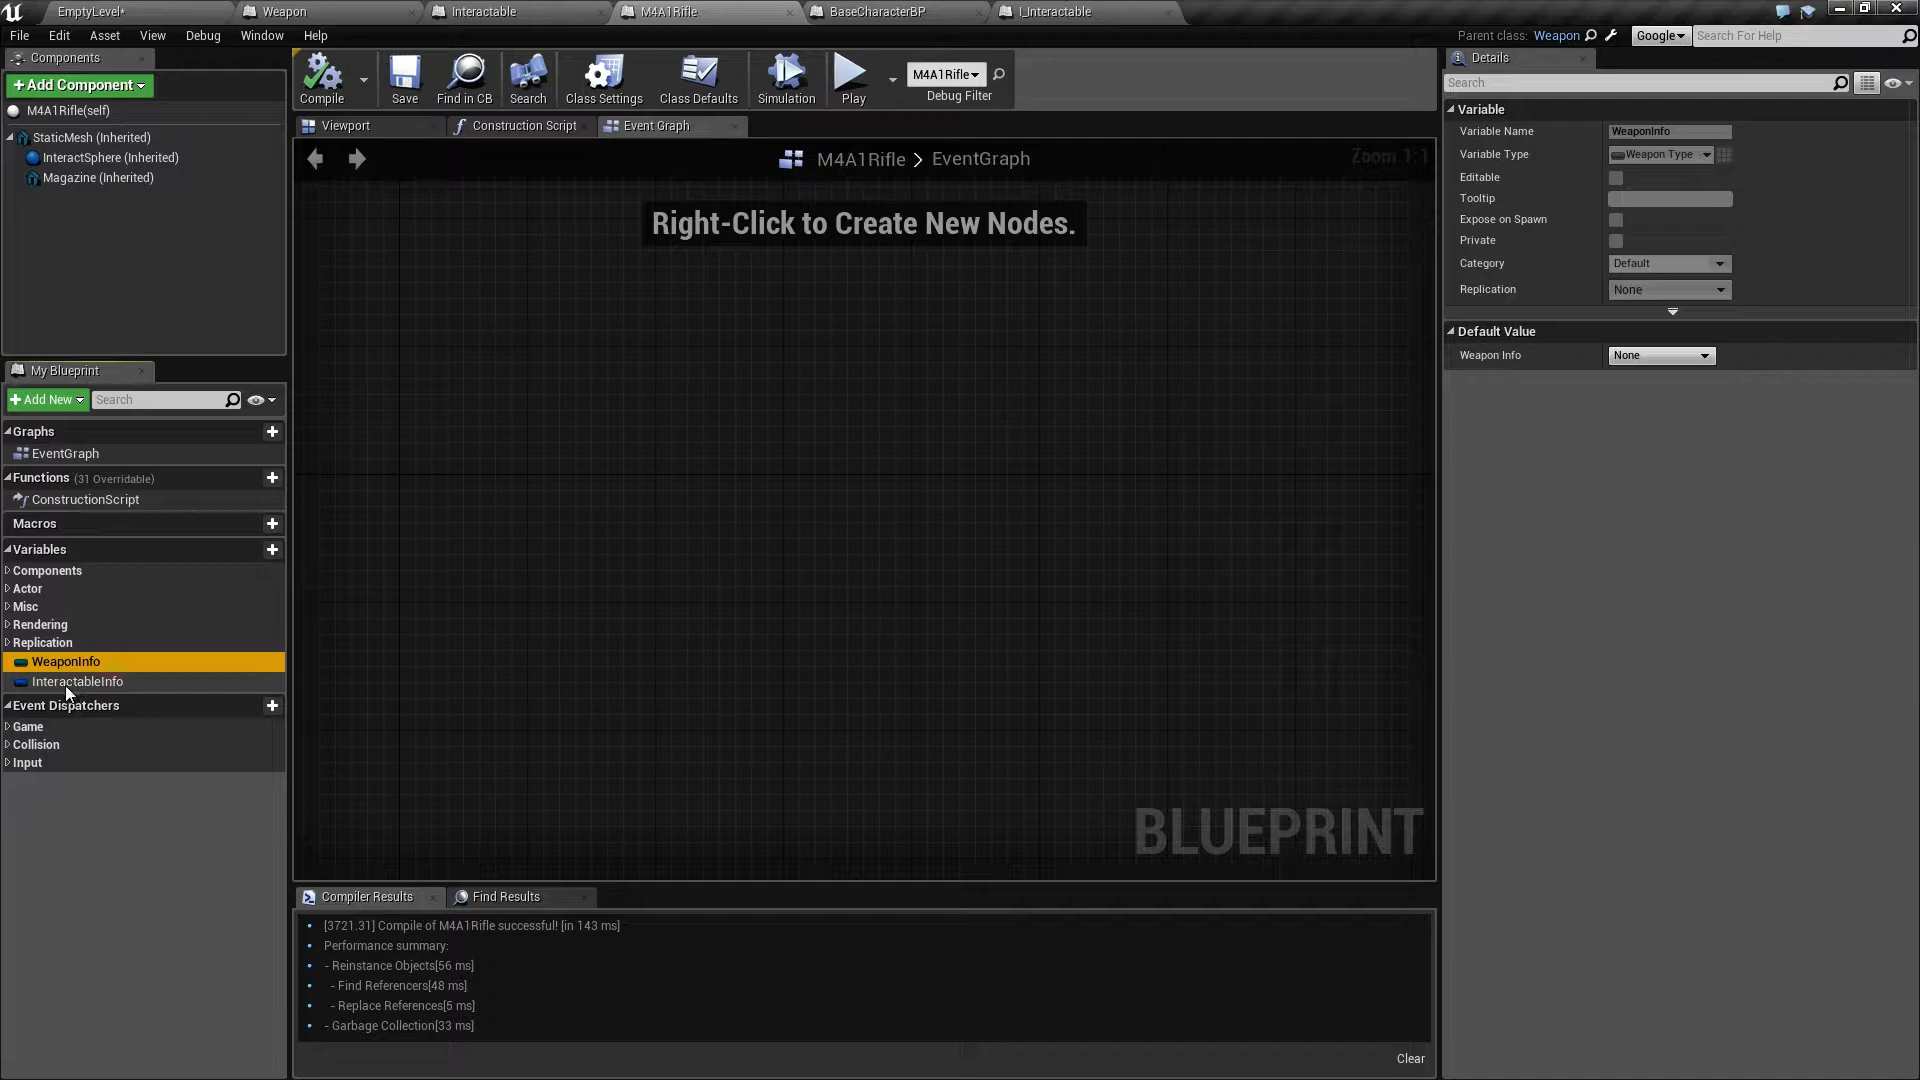 EmptyLevel*
Weapon
Interactable
M4A1Rifle
BaseCharacterBP
I_Interactable
File
Edit
Asset
View
Debug
Window
Help
Parent class: Weapon
Google
Search For Help
Components
+Add Component
M4A1Rifle(self)
StaticMesh (Inherited)
InteractSphere (Inherited)
Magazine (Inherited)
Compile
Save
Find in CB
Search
Class Settings
Class Defaults
Simulation
Play
M4A1Rifle
Debug Filter
Viewport
Construction Script
Event Graph
M4A1Rifle > EventGraph
Zoom 1:1
Right-Click to Create New Nodes.
BLUEPRINT
My Blueprint
+Add New
Search
Graphs
EventGraph
Functions (31 Overridable)
ConstructionScript
Macros
Variables
Components
Actor
Misc
Rendering
Replication
WeaponInfo
InteractableInfo
Event Dispatchers
Game
Collision
Input
Compiler Results
Find Results
[3721.31] Compile of M4A1Rifle successful! [in 143 ms]
Performance summary:
- Reinstance Objects[56 ms]
- Find Referencers[48 ms]
- Replace References[5 ms]
- Garbage Collection[33 ms]
Clear
Details
Search
Variable
Variable Name
WeaponInfo
Variable Type
Weapon Type
Editable
Tooltip
Expose on Spawn
Private
Category
Default
Replication
None
Default Value
Weapon Info
None